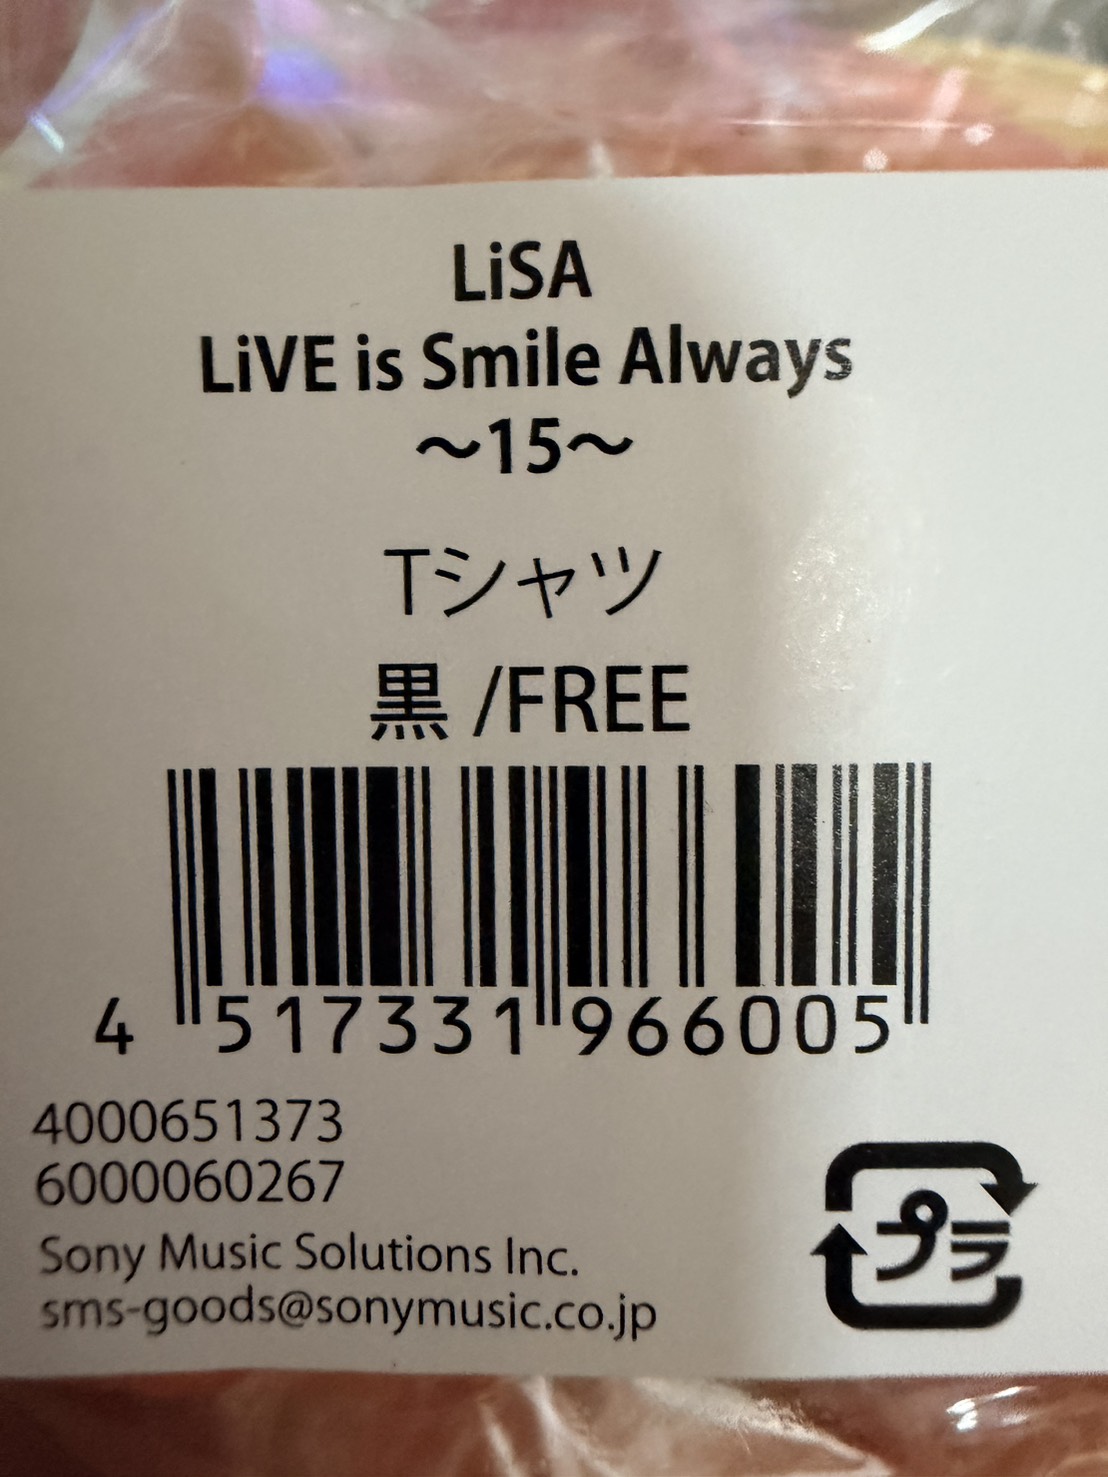 LiSA
LiVE is Smile Always
～15～
Tシャツ
黒 /FREE
4 517331 966005
4000651373
6000060267
Sony Music Solutions Inc.
sms-goods@sonymusic.co.jp
プラ